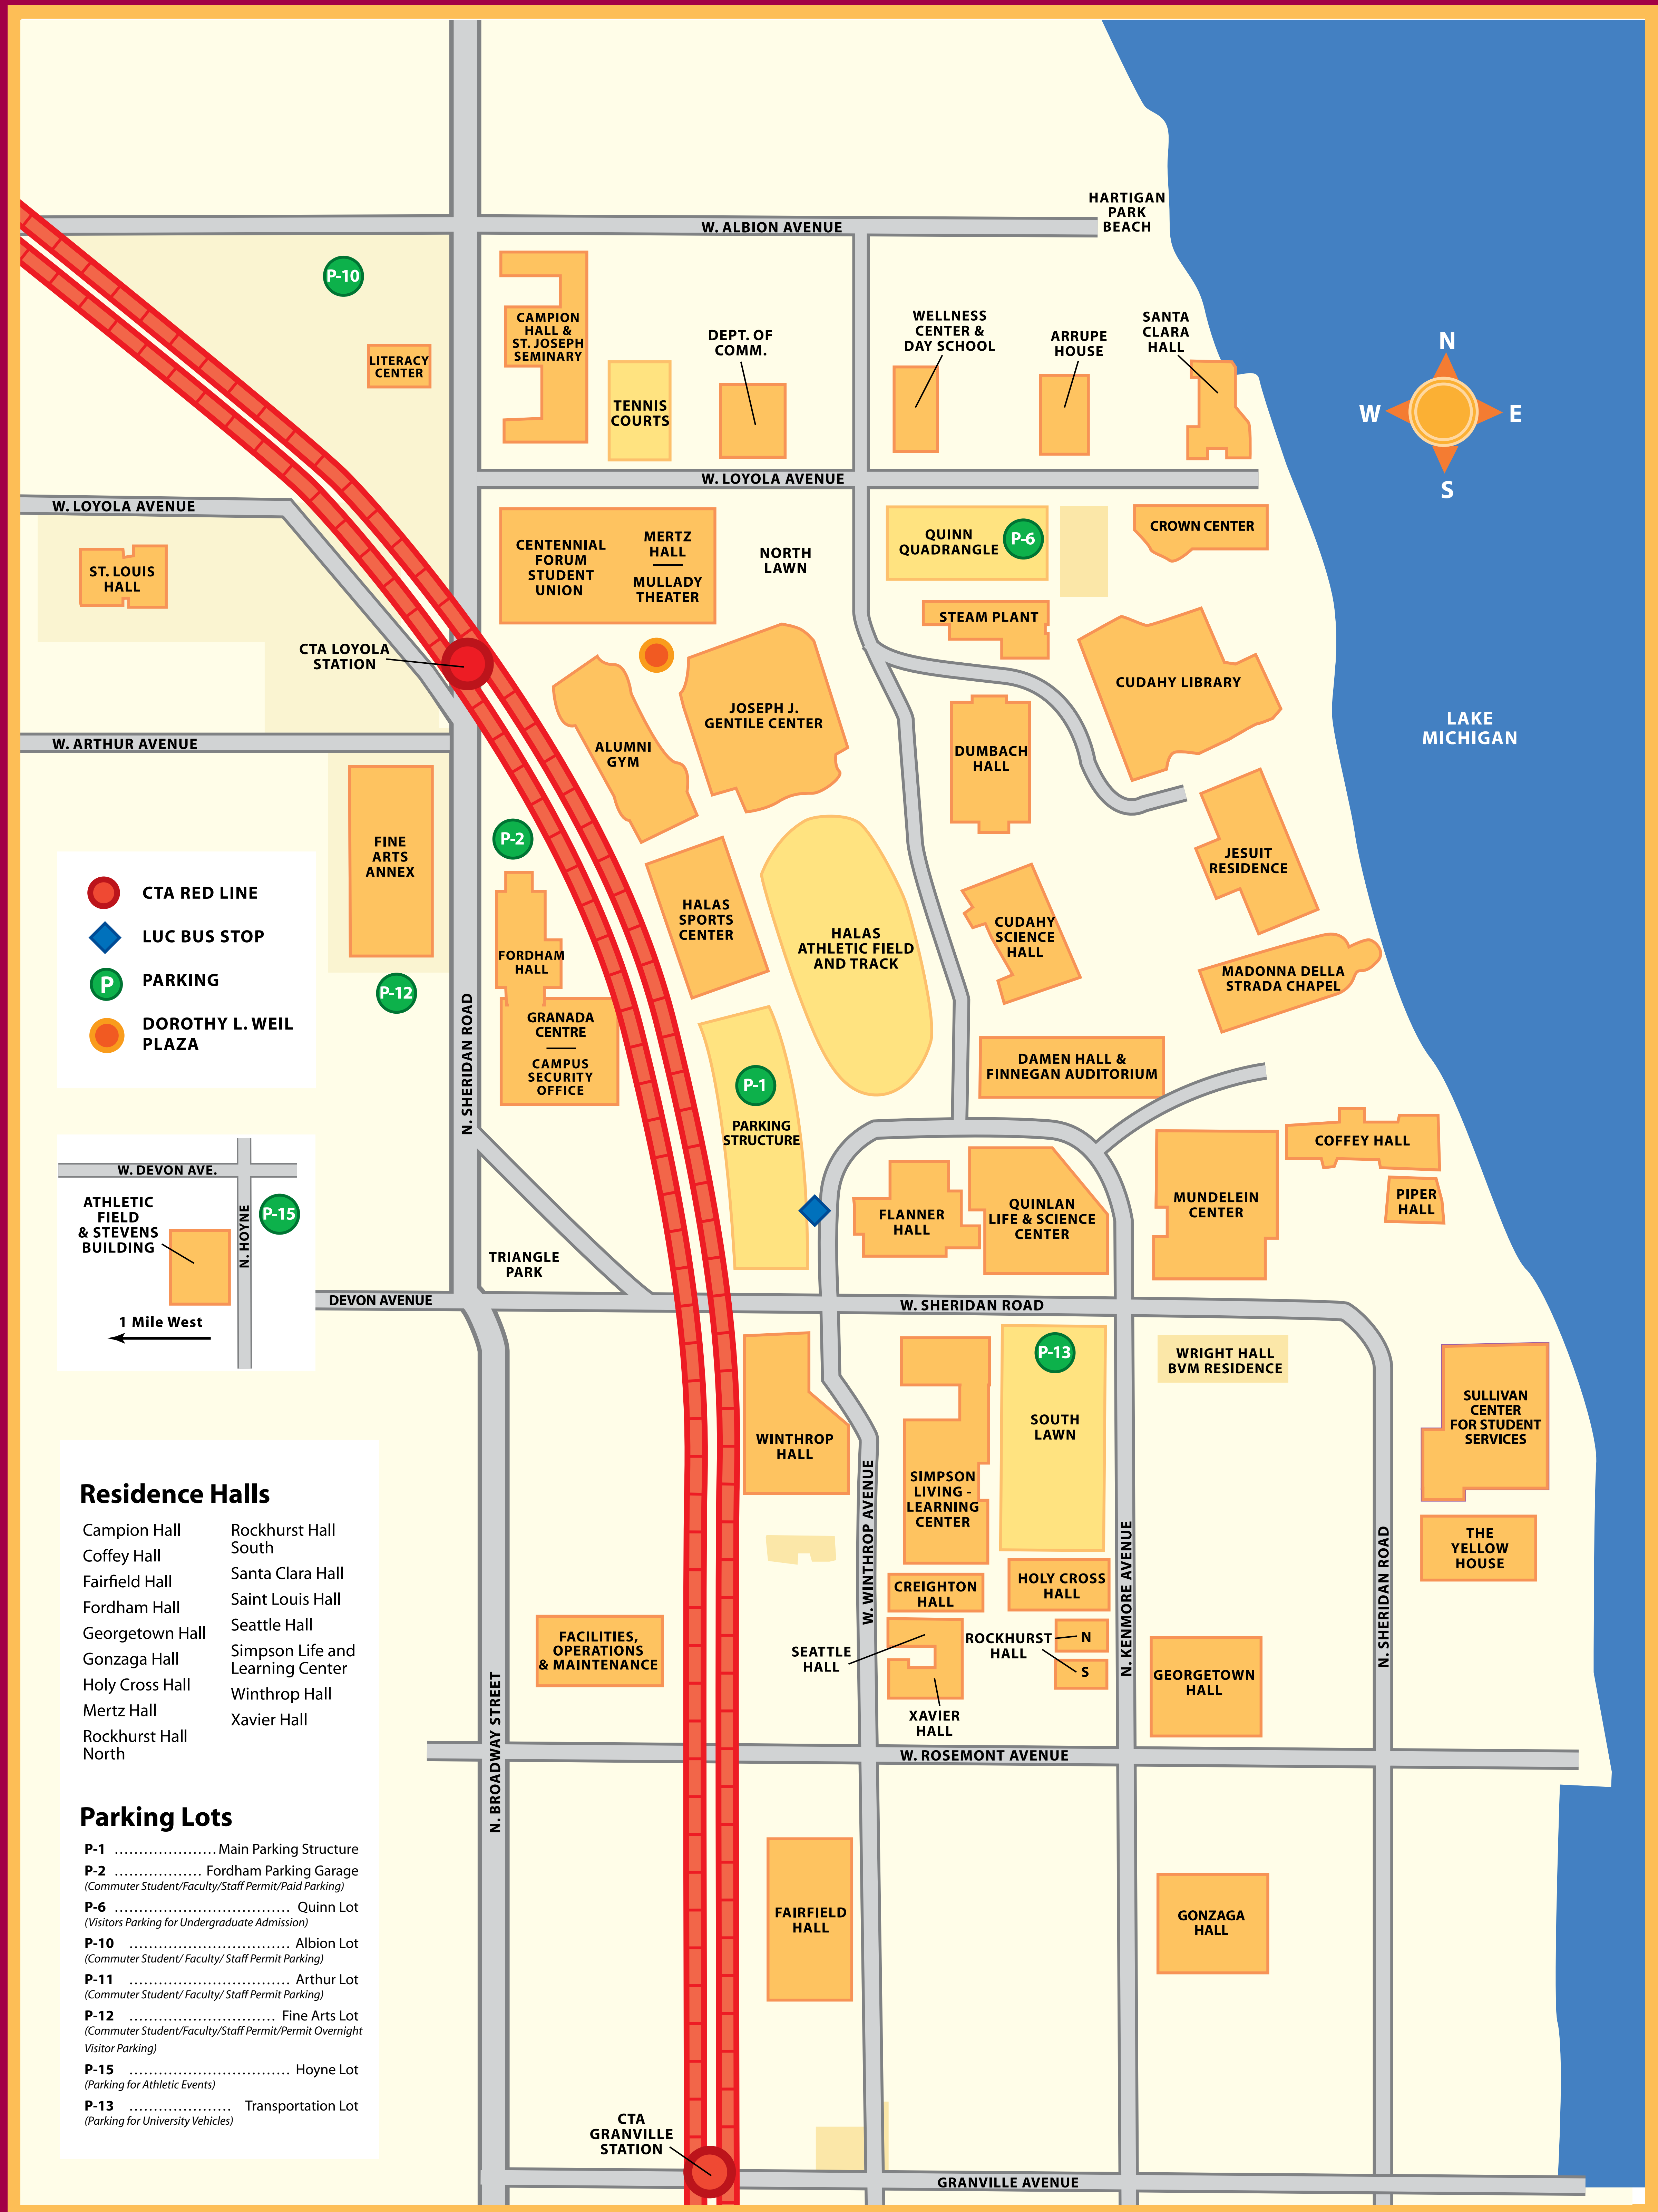 HARTIGAN
PARK
BEACH
W. ALBION AVENUE
P-10
LITERACY
CENTER
CAMPION
HALL &
ST. JOSEPH
SEMINARY
TENNIS
COURTS
DEPT. OF
COMM.
WELLNESS
CENTER &
DAY SCHOOL
ARRUPE
HOUSE
SANTA
CLARA
HALL
N
W
E
S
W. LOYOLA AVENUE
W. LOYOLA AVENUE
ST. LOUIS
HALL
CENTENNIAL
FORUM
STUDENT
UNION
MERTZ
HALL
MULLADY
THEATER
NORTH
LAWN
QUINN
QUADRANGLE
P-6
CROWN CENTER
STEAM PLANT
CTA LOYOLA
STATION
CUDAHY LIBRARY
JOSEPH J.
GENTILE CENTER
LAKE
MICHIGAN
W. ARTHUR AVENUE
ALUMNI
GYM
DUMBACH
HALL
FINE
ARTS
ANNEX
P-2
JESUIT
RESIDENCE
CTA RED LINE
LUC BUS STOP
P
PARKING
DOROTHY L. WEIL
PLAZA
P-12
FORDHAM
HALL
HALAS
SPORTS
CENTER
HALAS
ATHLETIC FIELD
AND TRACK
CUDAHY
SCIENCE
HALL
MADONNA DELLA
STRADA CHAPEL
N. SHERIDAN ROAD
GRANADA
CENTRE
CAMPUS
SECURITY
OFFICE
P-1
PARKING
STRUCTURE
DAMEN HALL &
FINNEGAN AUDITORIUM
COFFEY HALL
PIPER
HALL
MUNDELEIN
CENTER
FLANNER
HALL
QUINLAN
LIFE & SCIENCE
CENTER
W. DEVON AVE.
ATHLETIC
FIELD
& STEVENS
BUILDING
N. HOYNE
P-15
1 Mile West
TRIANGLE
PARK
DEVON AVENUE
W. SHERIDAN ROAD
WINTHROP
HALL
P-13
SOUTH
LAWN
WRIGHT HALL
BVM RESIDENCE
SULLIVAN
CENTER
FOR STUDENT
SERVICES
SIMPSON
LIVING -
LEARNING
CENTER
THE
YELLOW
HOUSE
W. WINTHROP AVENUE
N. KENMORE AVENUE
N. SHERIDAN ROAD
CREIGHTON
HALL
HOLY CROSS
HALL
SEATTLE
HALL
ROCKHURST
HALL
N
S
XAVIER
HALL
GEORGETOWN
HALL
FACILITIES,
OPERATIONS
& MAINTENANCE
N. BROADWAY STREET
W. ROSEMONT AVENUE
FAIRFIELD
HALL
GONZAGA
HALL
CTA
GRANVILLE
STATION
GRANVILLE AVENUE
Residence Halls
Campion Hall
Coffey Hall
Fairfield Hall
Fordham Hall
Georgetown Hall
Gonzaga Hall
Holy Cross Hall
Mertz Hall
Rockhurst Hall
North
Rockhurst Hall
South
Santa Clara Hall
Saint Louis Hall
Seattle Hall
Simpson Life and
Learning Center
Winthrop Hall
Xavier Hall
Parking Lots
P-1 ..................... Main Parking Structure
P-2 .................. Fordham Parking Garage
(Commuter Student/Faculty/Staff Permit/Paid Parking)
P-6 .................................... Quinn Lot
(Visitors Parking for Undergraduate Admission)
P-10 ................................. Albion Lot
(Commuter Student/ Faculty/ Staff Permit Parking)
P-11 ................................. Arthur Lot
(Commuter Student/ Faculty/ Staff Permit Parking)
P-12 .............................. Fine Arts Lot
(Commuter Student/Faculty/Staff Permit/Permit Overnight
Visitor Parking)
P-15 ................................. Hoyne Lot
(Parking for Athletic Events)
P-13 ..................... Transportation Lot
(Parking for University Vehicles)